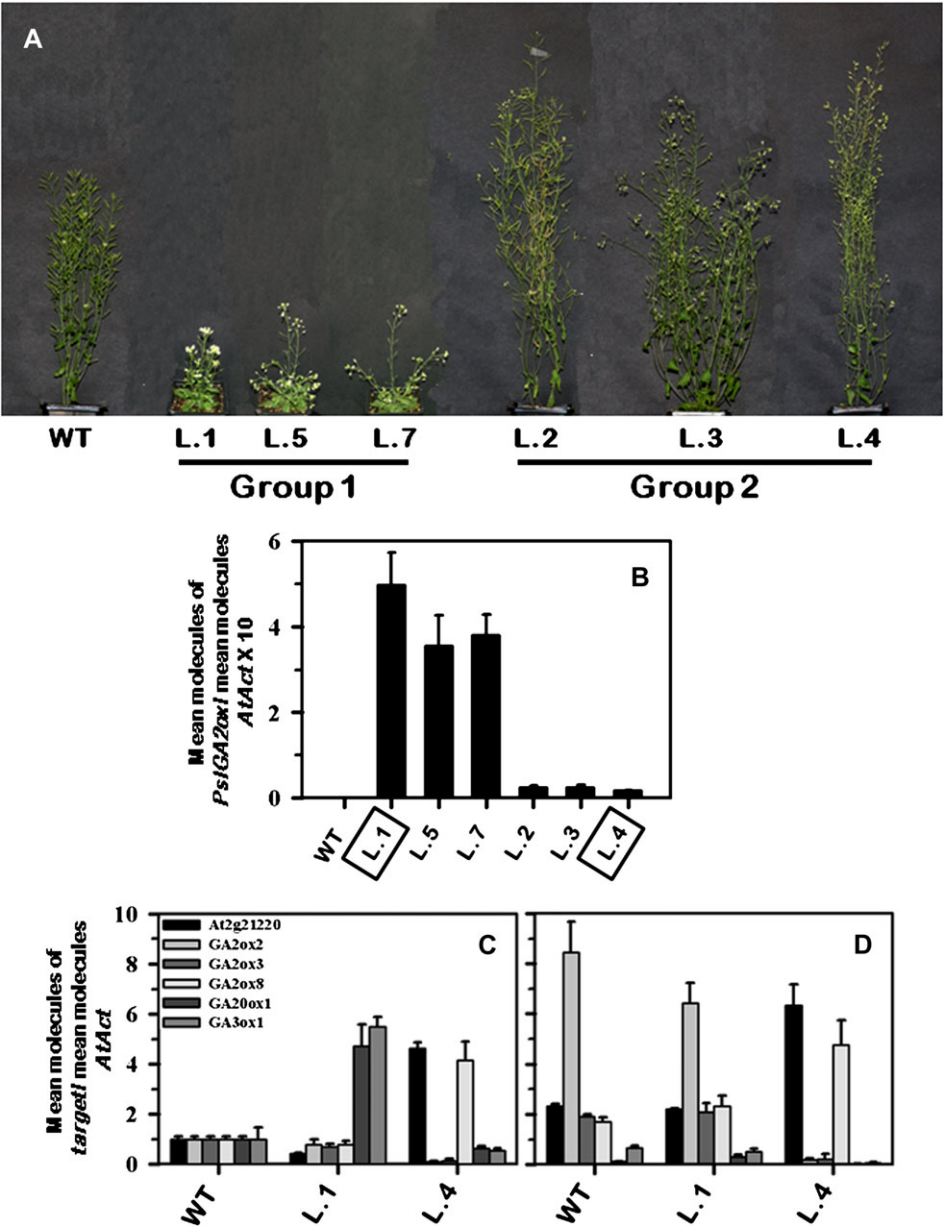 A
WT
L.1
L.5
L.7
L.2
L.3
L.4
Group 1
Group 2
Mean molecules of
PslGA2ox/ mean molecules
AtAct X 10
6
4
2
0
B
WT
L.1
L.5
L.7
L.2
L.3
L.4
Mean molecules of
target/ mean molecules
AtAct
10
8
6
4
2
0
At2g21220
GA2ox2
GA2ox3
GA2ox8
GA20ox1
GA3ox1
C
D
WT
L.1
L.4
WT
L.1
L.4